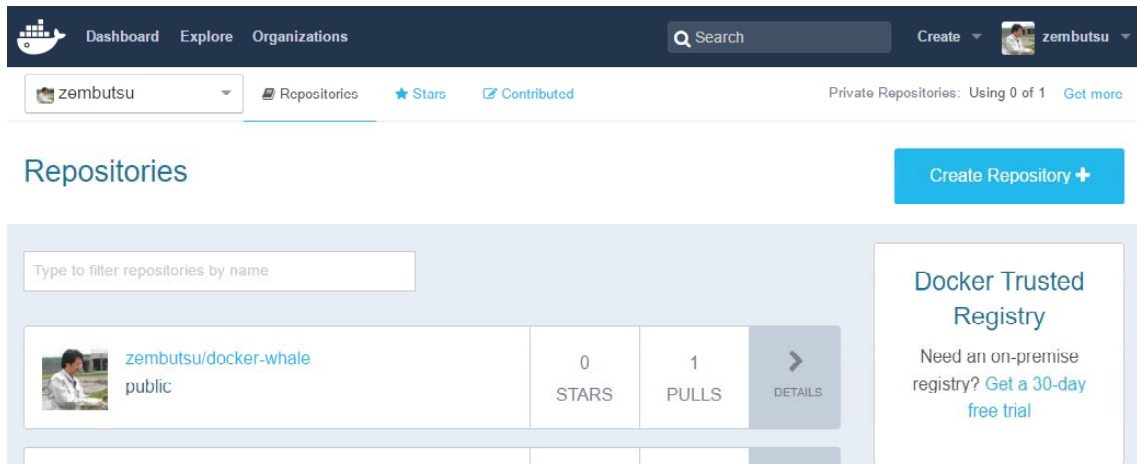 Dashboard Explore Organizations Search Create zembutsu
zembutsu Repositories Stars Contributed Private Repositories: Using 0 of 1 Get more
Repositories
Create Repository
Type to filter repositories by name
zembutsu/docker-whale
public
0
STARS
1
PULLS
DETAILS
Docker Trusted
Registry
Need an on-premise
registry? Get a 30-day
free trial